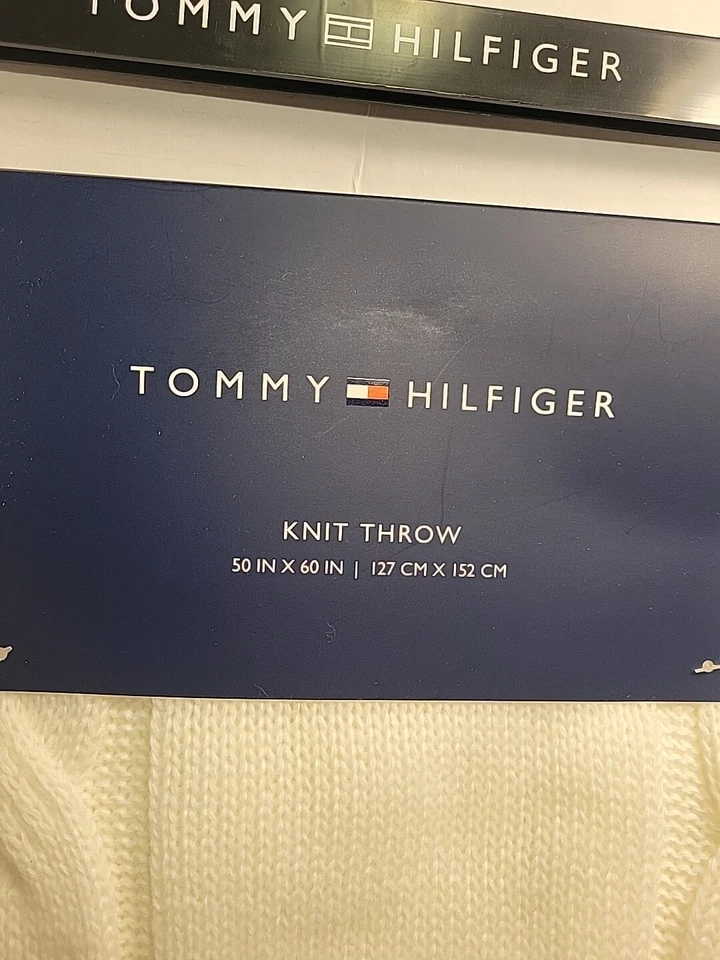 TOMMY HILFIGER
TOMMY HILFIGER
KNIT THROW
50 IN X 60 IN | 127 CM X 152 CM